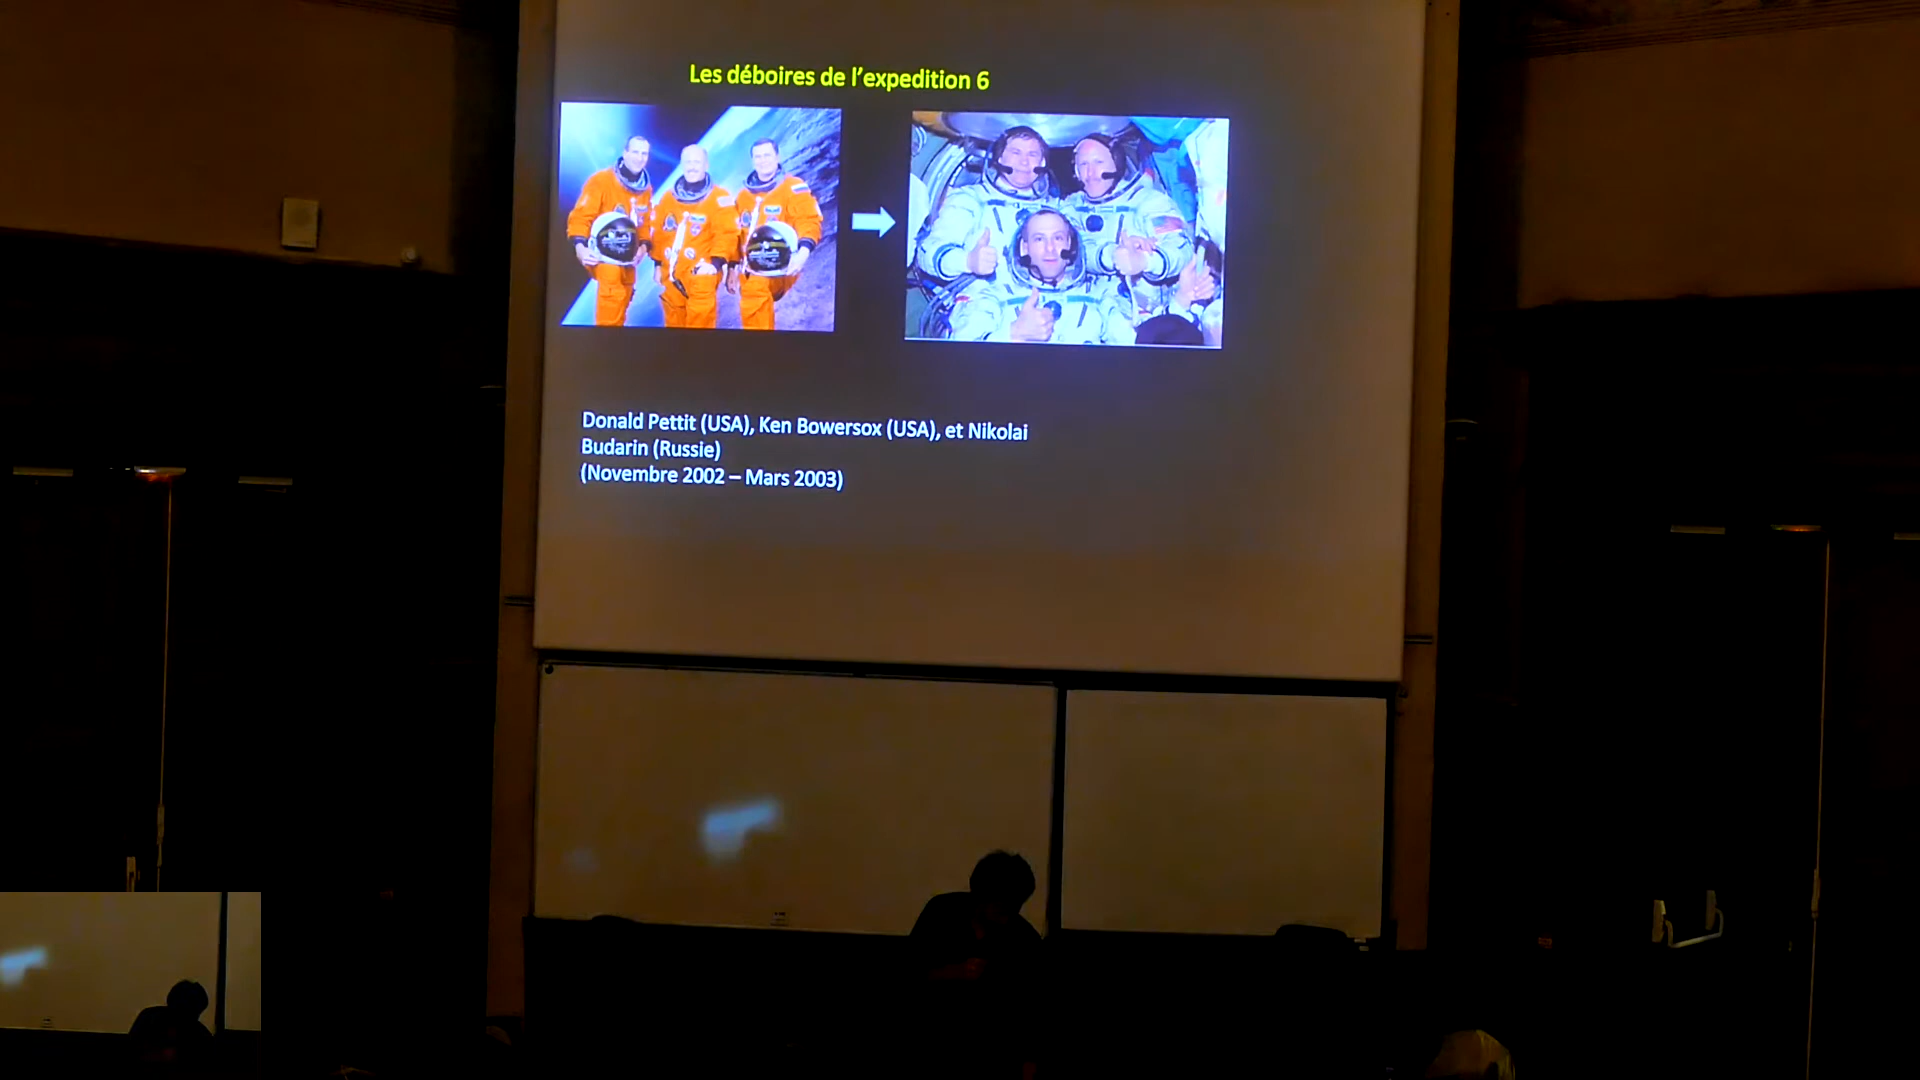 Les déboires de l’expedition 6
Donald Pettit (USA), Ken Bowersox (USA), et Nikolai
Budarin (Russie)
(Novembre 2002 – Mars 2003)